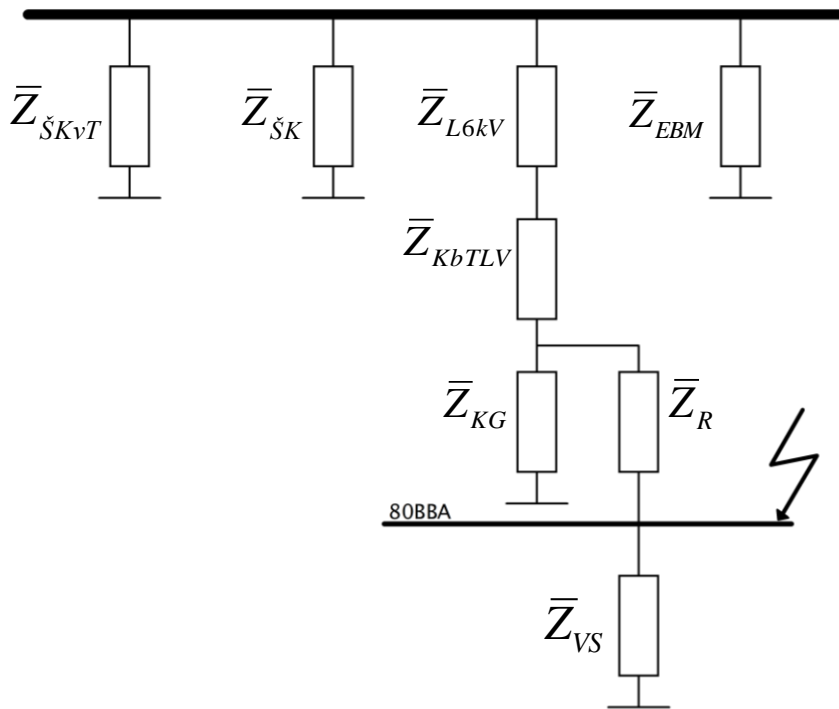 Z̅ŠKvT
Z̅ŠK
Z̅L6kV
Z̅EBM
Z̅KbTLV
Z̅KG
Z̅R
80BBA
Z̅VS